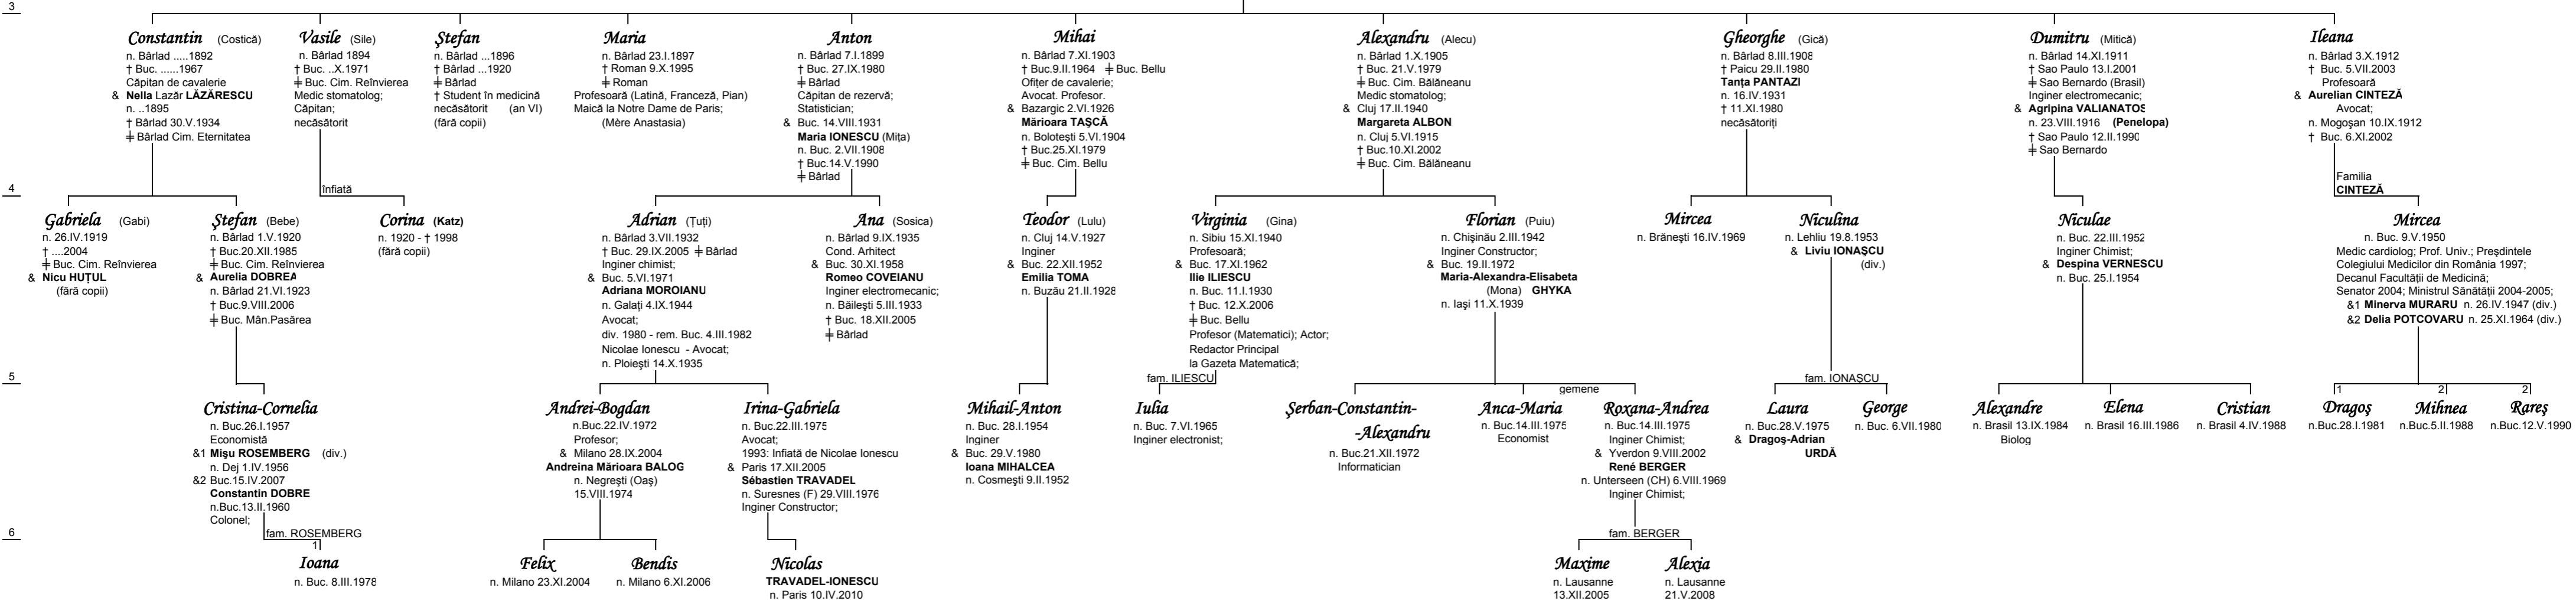 3
Constantin (Costică)
n. Bârlad .....1892
† Buc. ......1967
Căpitan de cavalerie
& Nella Lazăr LĂZĂRESCU
n. ..1895
† Bârlad 30.V.1934
╪ Bârlad Cim. Eternitatea
Vasile (Sile)
n. Bârlad 1894
† Buc. ..X.1971
╪ Buc. Cim. Reînvierea
Medic stomatolog;
Căpitan;
necăsătorit
Ştefan
n. Bârlad ...1896
† Bârlad ...1920
╪ Bârlad
† Student în medicină
necăsătorit (an VI)
(fără copii)
Maria
n. Bârlad 23.I.1897
† Roman 9.X.1995
╪ Roman
Profesoară (Latină, Franceză, Pian)
Maică la Notre Dame de Paris;
(Mère Anastasia)
Anton
n. Bârlad 7.I.1899
† Buc. 27.IX.1980
╪ Bârlad
Căpitan de rezervă;
Statistician;
& Buc. 14.VIII.1931
Maria IONESCU (Miţa)
n. Buc. 2.VII.1908
† Buc.14.V.1990
╪ Bârlad
Mihai
n. Bârlad 7.XI.1903
† Buc.9.II.1964 ╪ Buc. Bellu
Ofiţer de cavalerie;
Avocat. Profesor.
& Bazargic 2.VI.1926
Mărioara TAŞCĂ
n. Boloteşti 5.VI.1904
† Buc.25.XI.1979
╪ Buc. Cim. Bellu
Alexandru (Alecu)
n. Bârlad 1.X.1905
† Buc. 21.V.1979
╪ Buc. Cim. Bălăneanu
Medic stomatolog;
& Cluj 17.II.1940
Margareta ALBON
n. Cluj 5.VI.1915
† Buc.10.XI.2002
╪ Buc. Cim. Bălăneanu
Gheorghe (Gică)
n. Bârlad 8.III.1908
† Paicu 29.II.1980
Tanţa PANTAZI
n. 16.IV.1931
† 11.XI.1980
necăsătoriţi
Dumitru (Mitică)
n. Bârlad 14.XI.1911
† Sao Paulo 13.I.2001
╪ Sao Bernardo (Brasil)
Inginer electromecanic;
& Agripina VALIANATOS
n. 23.VIII.1916 (Penelopa)
† Sao Paulo 12.II.1990
╪ Sao Bernardo
Ileana
n. Bârlad 3.X.1912
† Buc. 5.VII.2003
Profesoară
& Aurelian CINTEZĂ
Avocat;
n. Mogoşan 10.IX.1912
† Buc. 6.XI.2002
4
înfiată
Familia
CINTEZĂ
Gabriela (Gabi)
n. 26.IV.1919
† ....2004
╪ Buc. Cim. Reînvierea
& Nicu HUŢUL
(fără copii)
Ştefan (Bebe)
n. Bârlad 1.V.1920
† Buc.20.XII.1985
╪ Buc. Cim. Reînvierea
& Aurelia DOBREA
n. Bârlad 21.VI.1923
† Buc.9.VIII.2006
╪ Buc. Mân.Pasărea
Corina (Katz)
n. 1920 - † 1998
(fără copii)
Adrian (Ţuţi)
n. Bârlad 3.VII.1932
† Buc. 29.IX.2005 ╪ Bârlad
Inginer chimist;
& Buc. 5.VI.1971
Adriana MOROIANU
n. Galaţi 4.IX.1944
Avocat;
div. 1980 - rem. Buc. 4.III.1982
Nicolae Ionescu - Avocat;
n. Ploieşti 14.X.1935
Ana (Sosica)
n. Bârlad 9.IX.1935
Cond. Arhitect
& Buc. 30.XI.1958
Romeo COVEIANU
Inginer electromecanic;
n. Băileşti 5.III.1933
† Buc. 18.XII.2005
╪ Bârlad
Teodor (Lulu)
n. Cluj 14.V.1927
Inginer
& Buc. 22.XII.1952
Emilia TOMA
n. Buzău 21.II.1928
Virginia (Gina)
n. Sibiu 15.XI.1940
Profesoară;
& Buc. 17.XI.1962
Ilie ILIESCU
n. Buc. 11.I.1930
† Buc. 12.X.2006
╪ Buc. Bellu
Profesor (Matematici); Actor;
Redactor Principal
la Gazeta Matematică;
Florian (Puiu)
n. Chişinău 2.III.1942
Inginer Constructor;
& Buc. 19.II.1972
Maria-Alexandra-Elisabeta
(Mona) GHYKA
n. Iaşi 11.X.1939
Mircea
n. Brăneşti 16.IV.1969
Niculina
n. Lehliu 19.8.1953
& Liviu IONAŞCU
(div.)
Niculae
n. Buc. 22.III.1952
Inginer Chimist;
& Despina VERNESCU
n. Buc. 25.I.1954
Mircea
n. Buc. 9.V.1950
Medic cardiolog; Prof. Univ.; Preşdintele
Colegiului Medicilor din România 1997;
Decanul Facultăţii de Medicină;
Senator 2004; Ministrul Sănătăţii 2004-2005;
&1 Minerva MURARU n. 26.IV.1947 (div.)
&2 Delia POTCOVARU n. 25.XI.1964 (div.)
5
fam. ILIESCU
gemene
fam. IONAŞCU
1
2
2
Cristina-Cornelia
n. Buc.26.I.1957
Economistă
&1 Mişu ROSEMBERG (div.)
n. Dej 1.IV.1956
&2 Buc.15.IV.2007
Constantin DOBRE
n.Buc.13.II.1960
Colonel;
Andrei-Bogdan
n.Buc.22.IV.1972
Profesor;
& Milano 28.IX.2004
Andreina Mărioara BALOG
n. Negreşti (Oaş)
15.VIII.1974
Irina-Gabriela
n. Buc.22.III.1975
Avocat;
1993: Infiată de Nicolae Ionescu
& Paris 17.XII.2005
Sébastien TRAVADEL
n. Suresnes (F) 29.VIII.1976
Inginer Constructor;
Mihail-Anton
n. Buc. 28.I.1954
Inginer
& Buc. 29.V.1980
Ioana MIHALCEA
n. Cosmeşti 9.II.1952
Iulia
n. Buc. 7.VI.1965
Inginer electronist;
Şerban-Constantin-
-Alexandru
n. Buc.21.XII.1972
Informatician
Anca-Maria
n. Buc.14.III.1975
Economist
Roxana-Andrea
n. Buc.14.III.1975
Inginer Chimist;
& Yverdon 9.VIII.2002
René BERGER
n. Unterseen (CH) 6.VIII.1969
Inginer Chimist;
Laura
n. Buc.28.V.1975
& Dragoş-Adrian
URDĂ
George
n. Buc. 6.VII.1980
Alexandre
n. Brasil 13.IX.1984
Biolog
Elena
n. Brasil 16.III.1986
Cristian
n. Brasil 4.IV.1988
Dragoş
n.Buc.28.I.1981
Mihnea
n.Buc.5.II.1988
Rareş
n.Buc.12.V.1990
6
fam. ROSEMBERG
1
fam. BERGER
Ioana
n. Buc. 8.III.1978
Felix
n. Milano 23.XI.2004
Bendis
n. Milano 6.XI.2006
Nicolas
TRAVADEL-IONESCU
n. Paris 10.IV.2010
Maxime
n. Lausanne
13.XII.2005
Alexia
n. Lausanne
21.V.2008